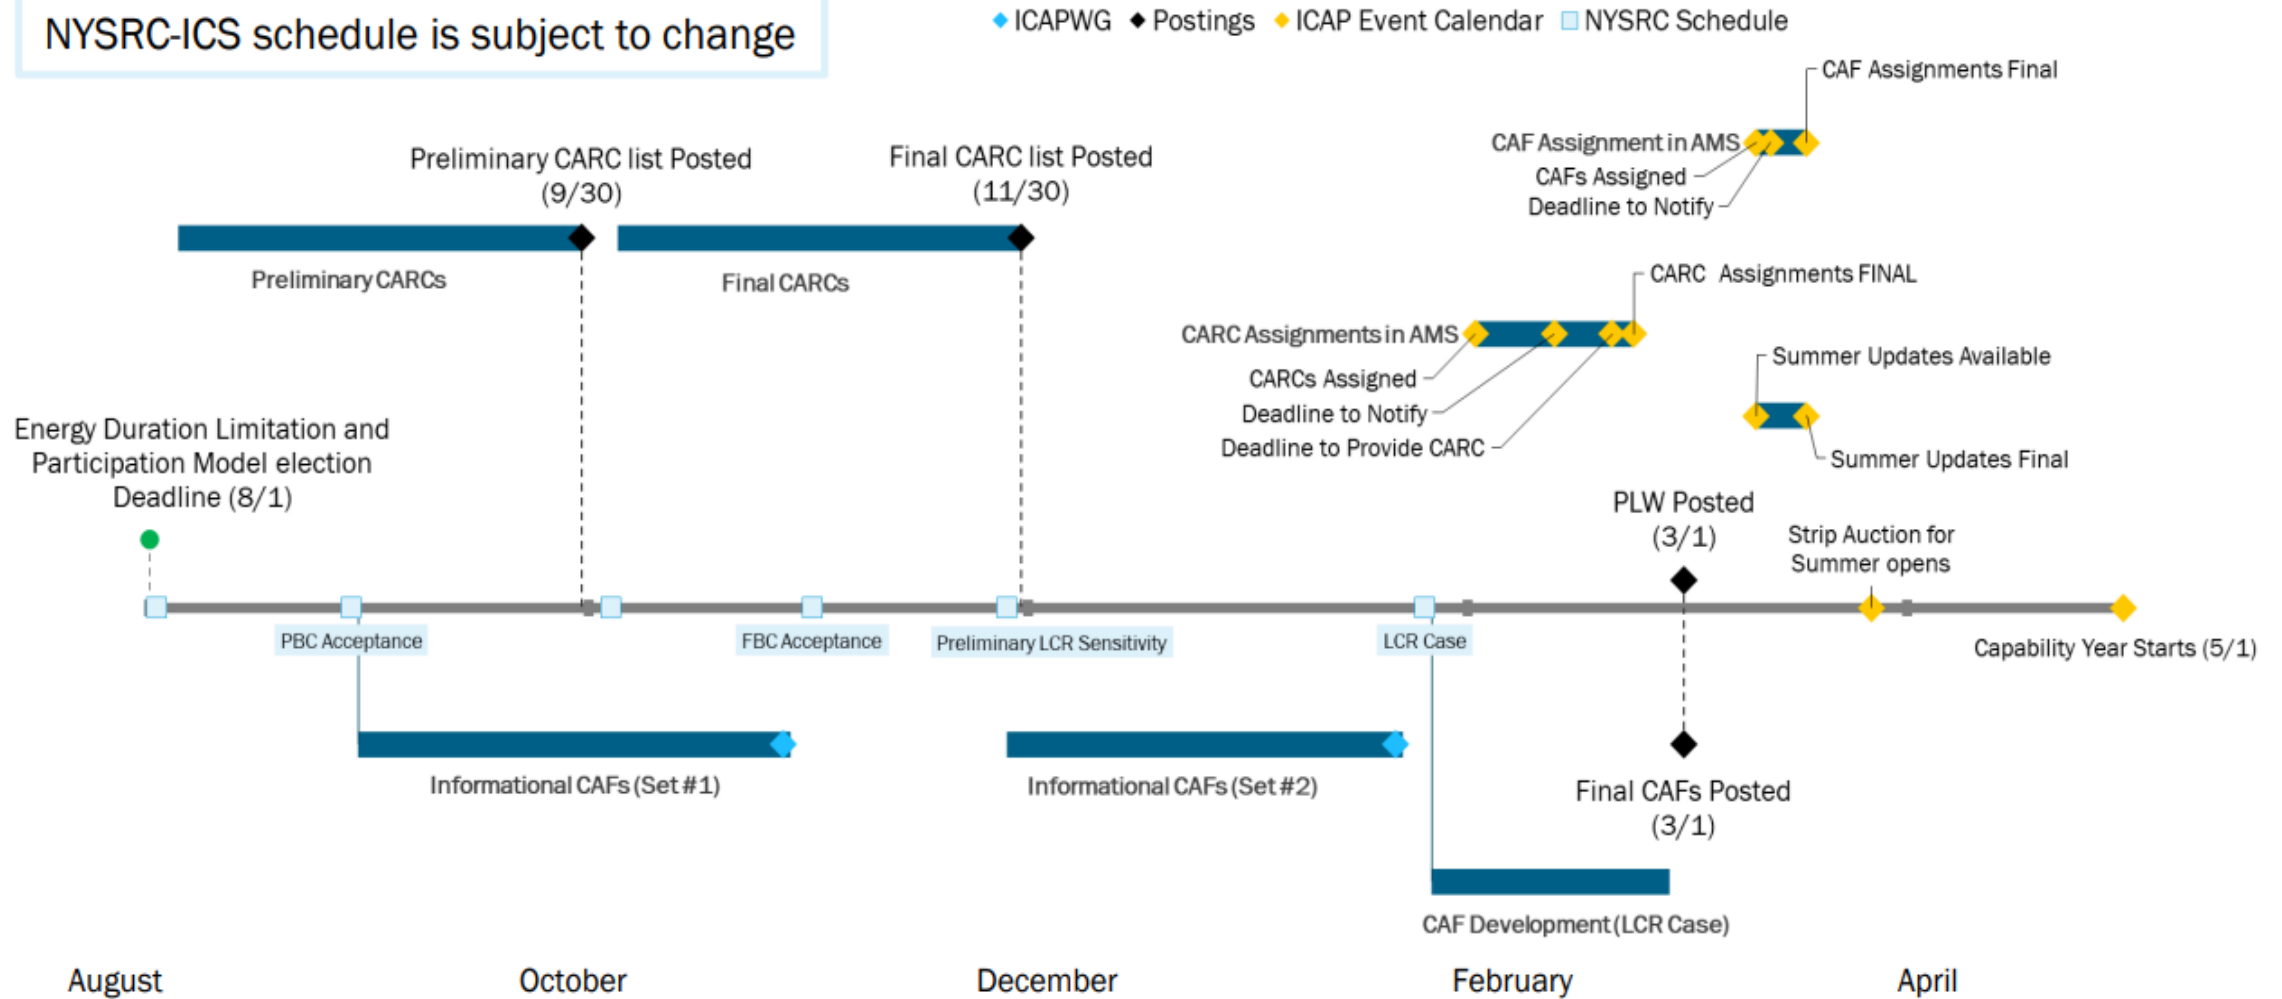 NYSRC-ICS schedule is subject to change
ICAPWG Postings ICAP Event Calendar NYSRC Schedule
CAF Assignments Final
CAF Assignment in AMS
CAFs Assigned
Deadline to Notify
Preliminary CARC list Posted
(9/30)
Final CARC list Posted
(11/30)
Preliminary CARCs
Final CARCs
CARC Assignments FINAL
CARC Assignments in AMS
CARCs Assigned
Deadline to Notify
Deadline to Provide CARC
Summer Updates Available
Summer Updates Final
Energy Duration Limitation and
Participation Model election
Deadline (8/1)
PLW Posted
(3/1)
Strip Auction for
Summer opens
PBC Acceptance
FBC Acceptance
Preliminary LCR Sensitivity
LCR Case
Capability Year Starts (5/1)
Informational CAFs (Set #1)
Informational CAFs (Set #2)
Final CAFs Posted
(3/1)
CAF Development (LCR Case)
August
October
December
February
April